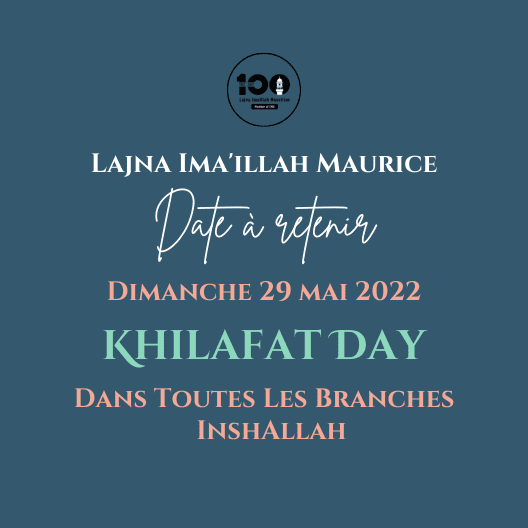 100
Lajna Imaillah Mauritius
LAJNA IMA'ILLAH MAURICE
Date à retenir
DIMANCHE 29 MAI 2022
KHILAFAT DAY
DANS TOUTES LES BRANCHES
INSHALLAH